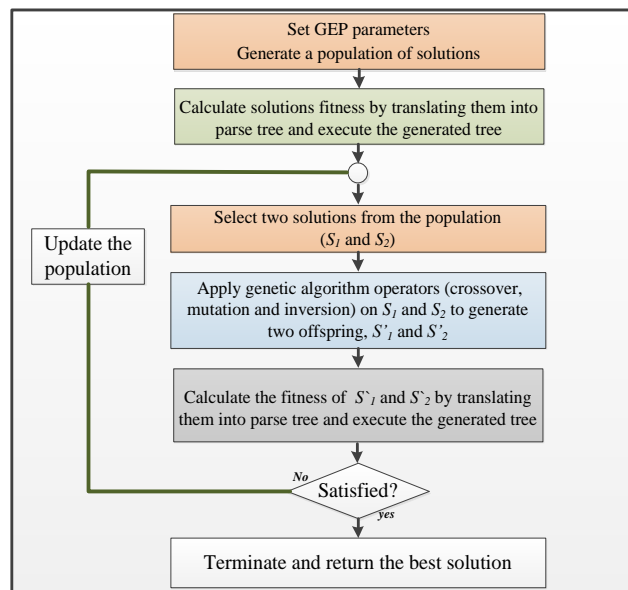 Set GEP parameters
Generate a population of solutions
Calculate solutions fitness by translating them into
parse tree and execute the generated tree
Select two solutions from the population
(S1 and S2)
Update the
population
Apply genetic algorithm operators (crossover,
mutation and inversion) on S1 and S2 to generate
two offspring, S'1 and S'2
Calculate the fitness of S`1 and S`2 by translating
them into parse tree and execute the generated tree
No
Satisfied?
yes
Terminate and return the best solution